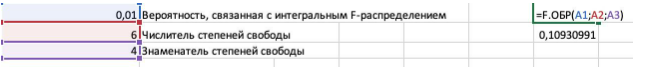 0,01 Вероятность, связанная с интегральным F-распределением =F.ОБР(A1;A2;A3)
6 Числитель степеней свободы 0,10930991
4 Знаменатель степеней свободы